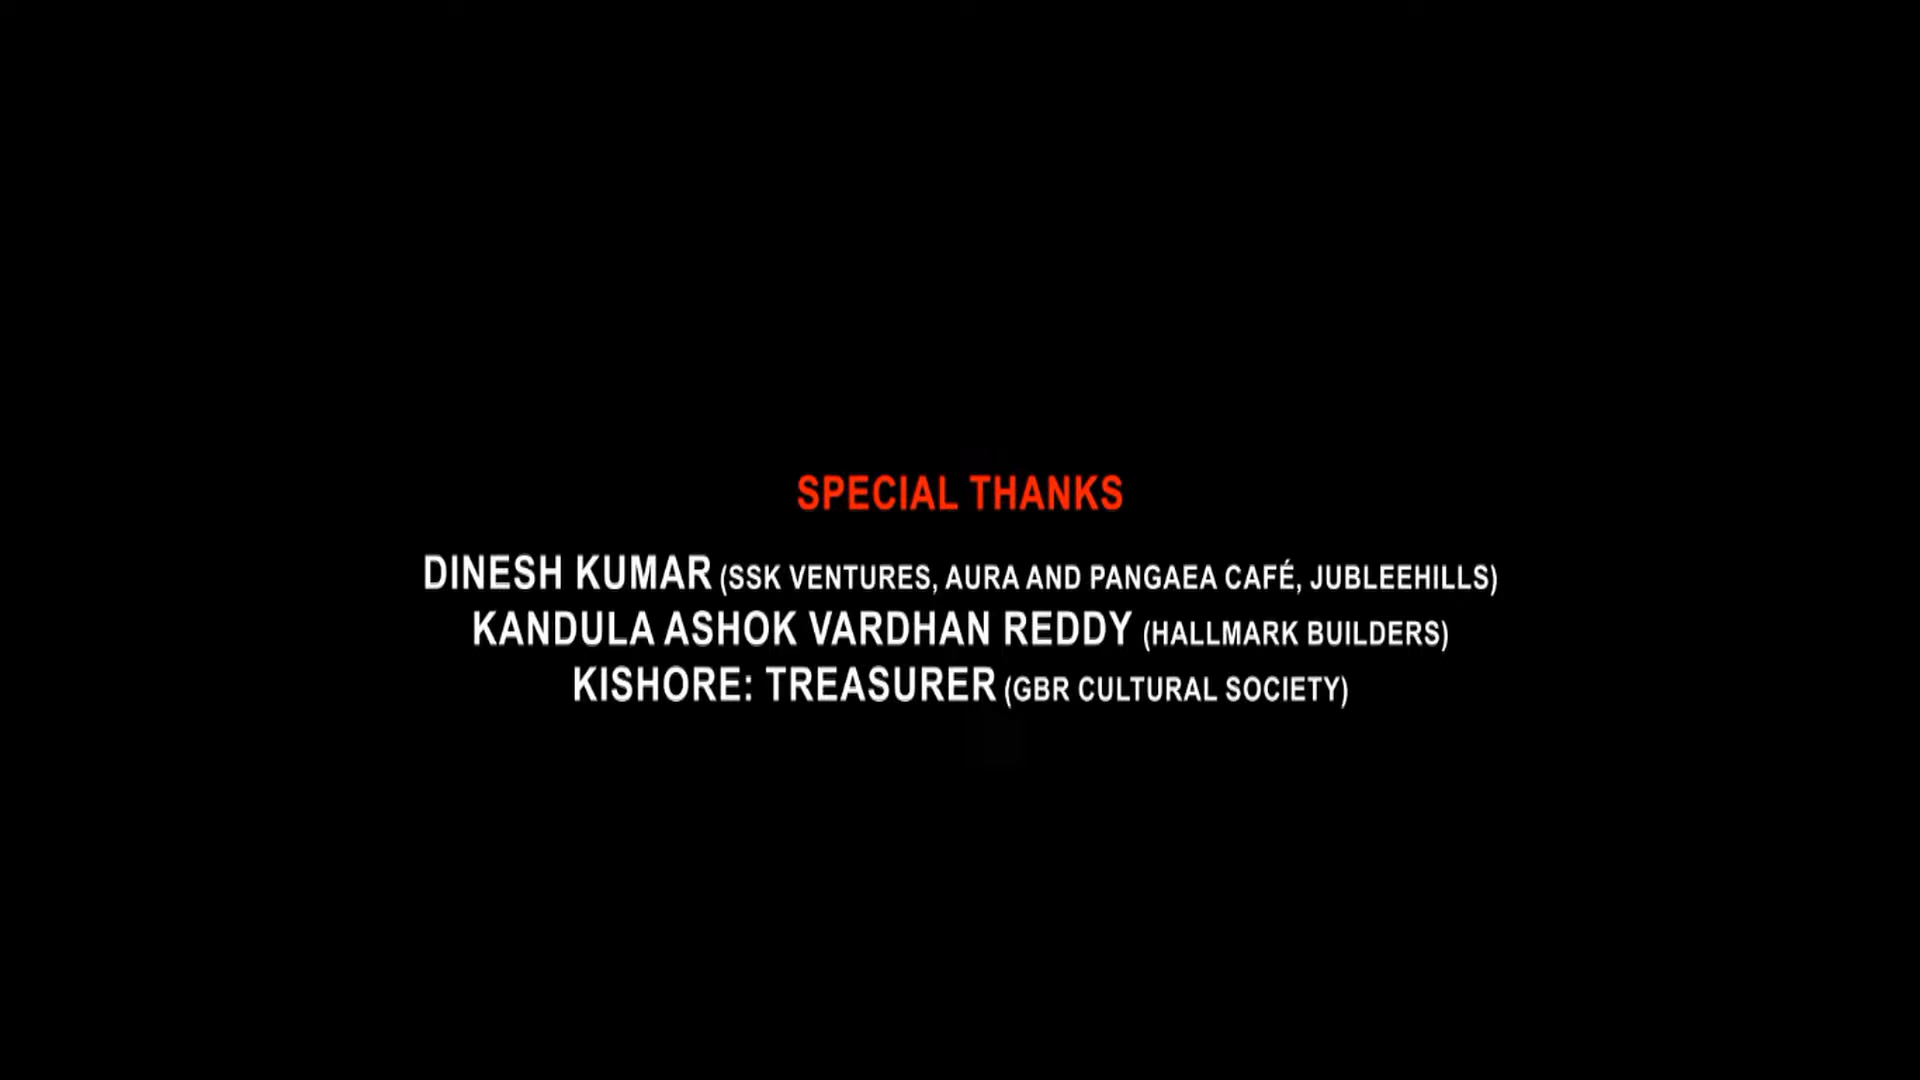 SPECIAL THANKS
DINESH KUMAR (SSK VENTURES, AURA AND PANGAEA CAFÉ, JUBLEEHILLS)
KANDULA ASHOK VARDHAN REDDY (HALLMARK BUILDERS)
KISHORE: TREASURER (GBR CULTURAL SOCIETY)